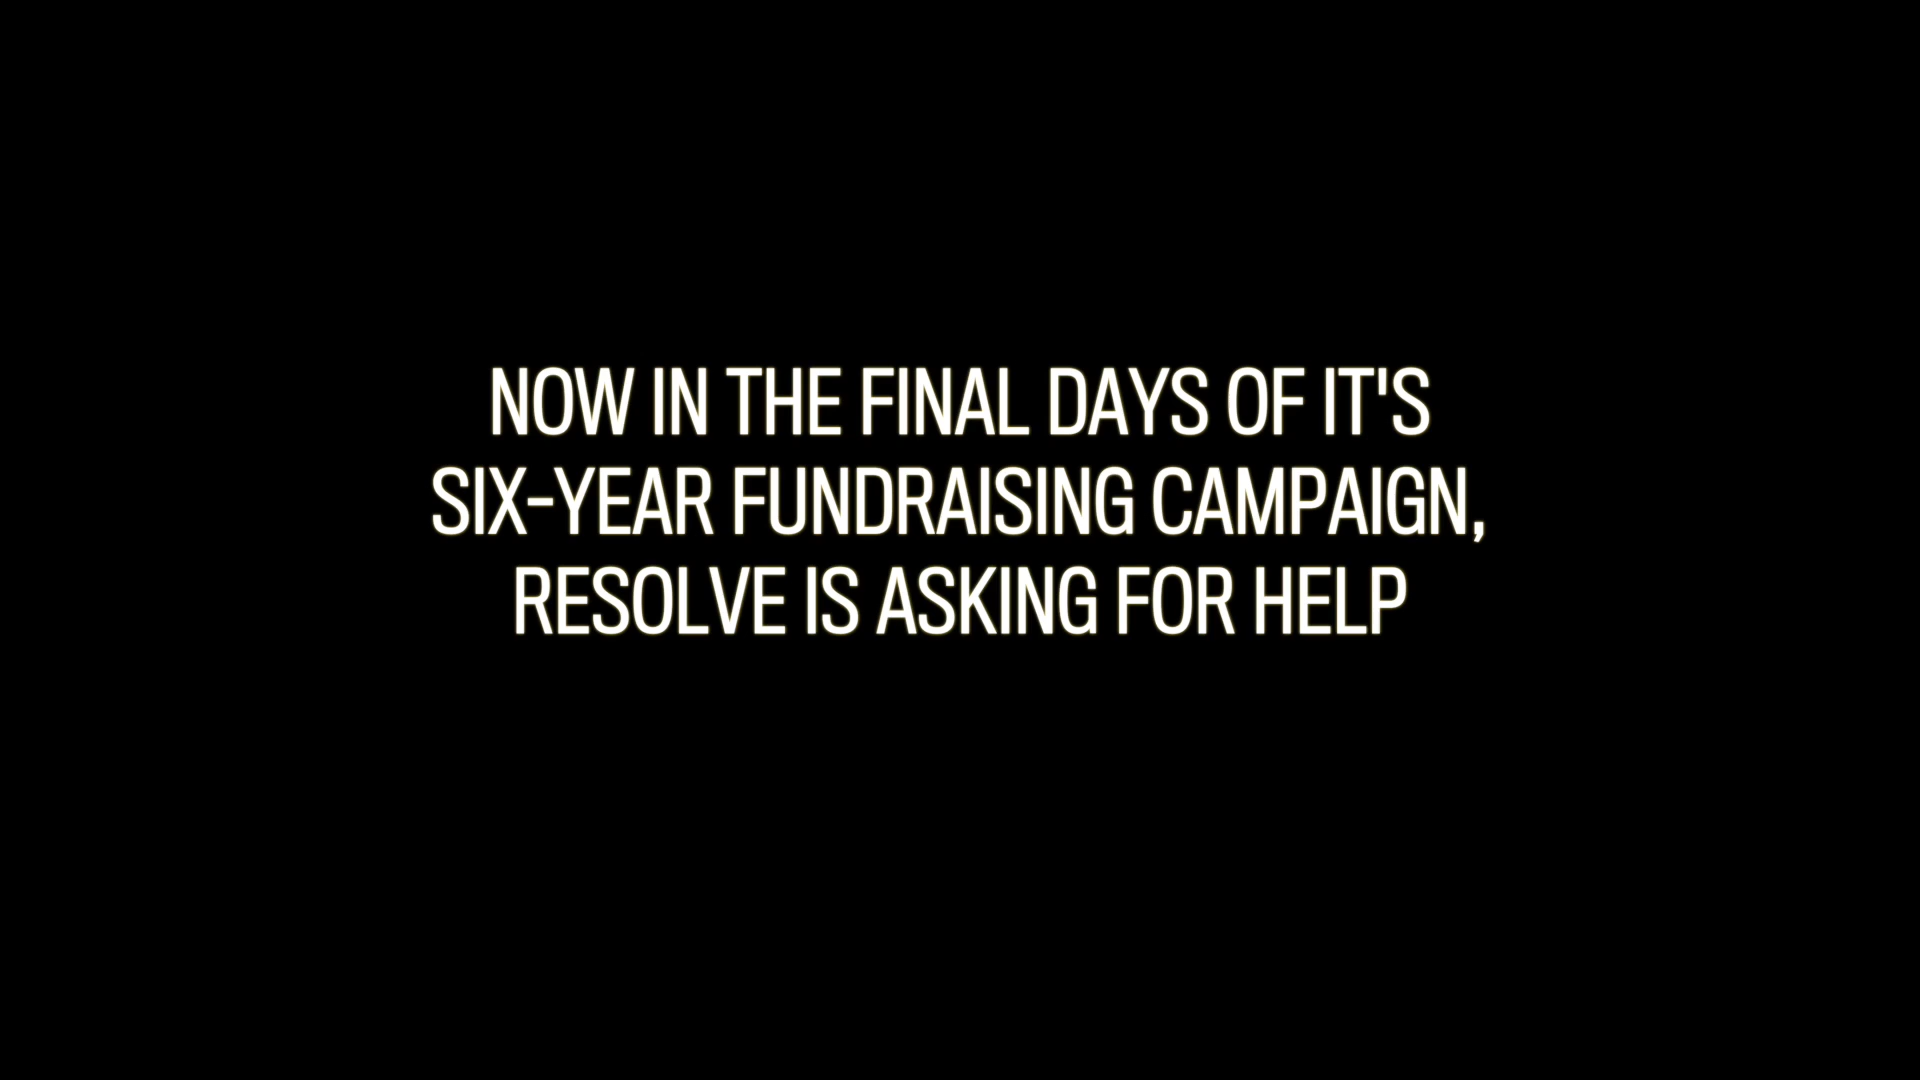 NOW IN THE FINAL DAYS OF IT'S
SIX-YEAR FUNDRAISING CAMPAIGN,
RESOLVE IS ASKING FOR HELP